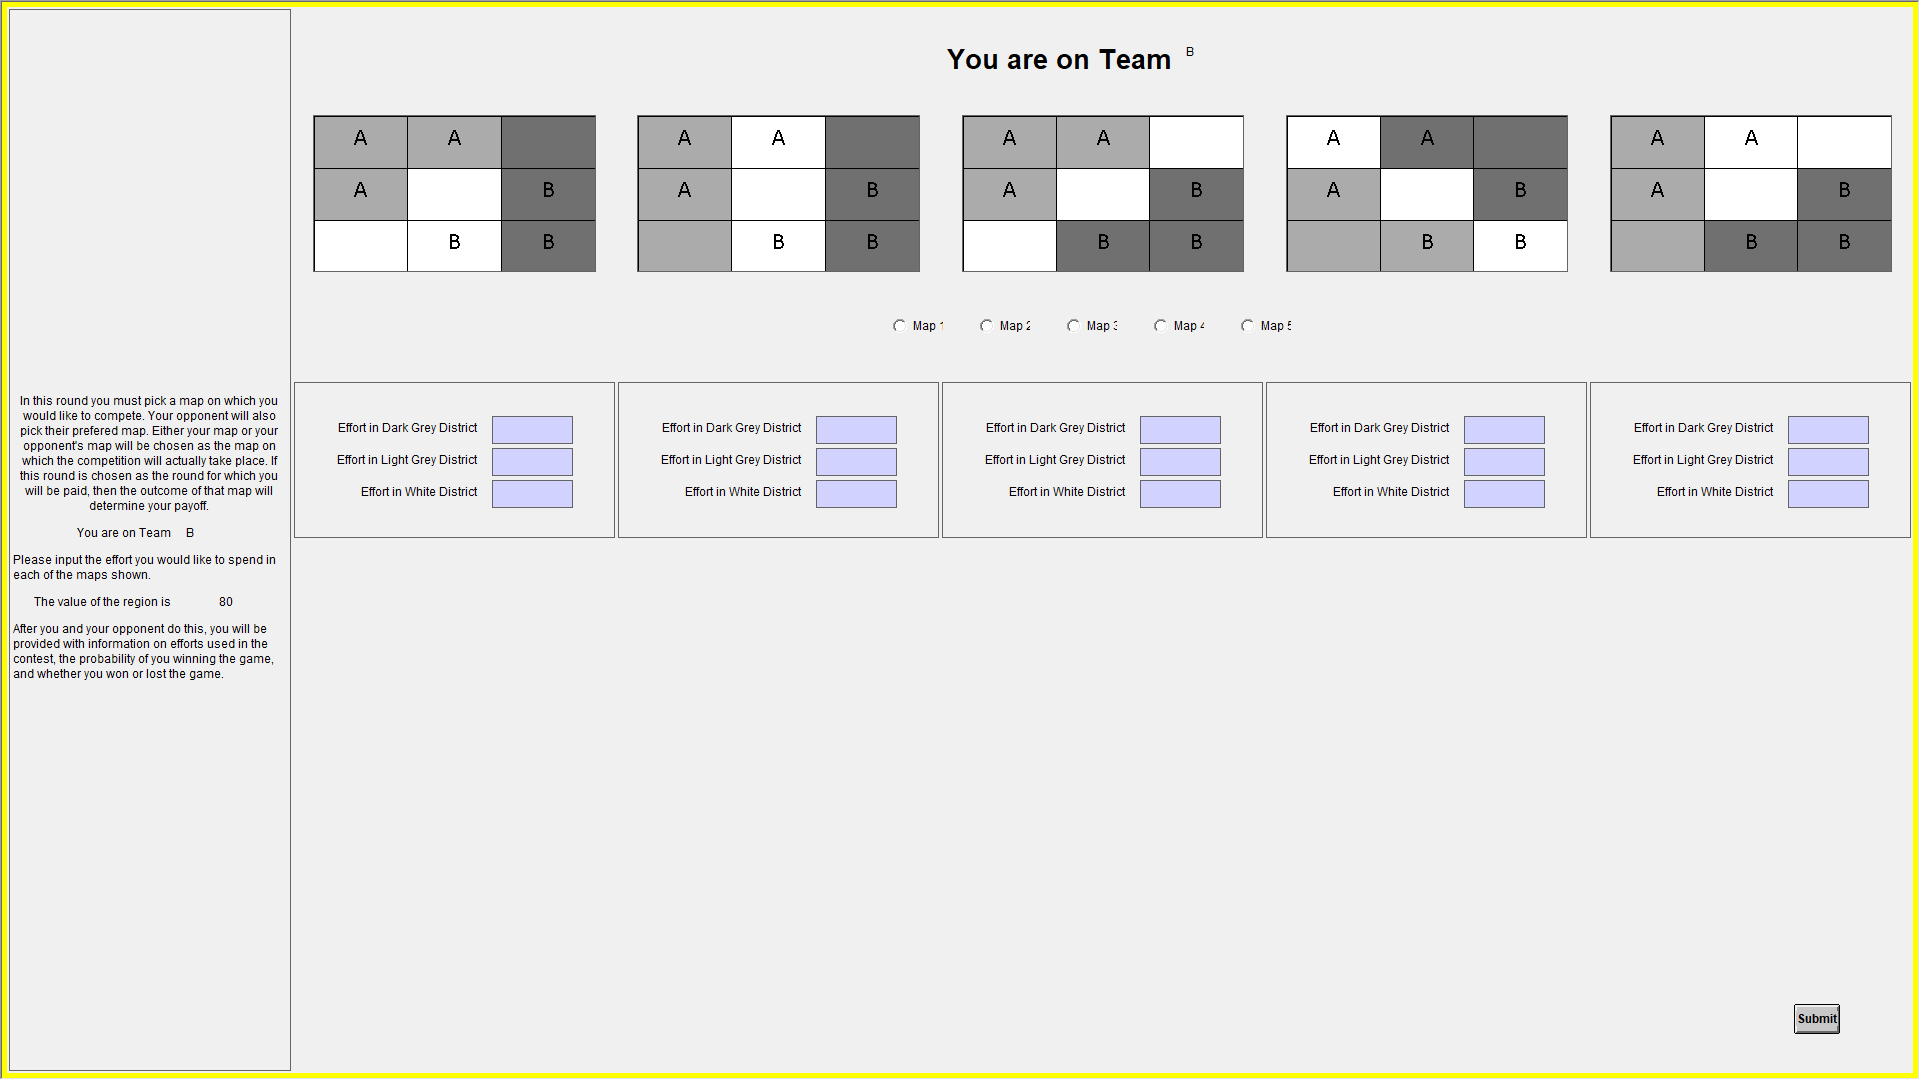 You are on Team B
A A
A B
B B
A A
A B
B B
A A
A B
B B
A A
A B
B B
A A
A B
B B
Map 1 Map 2 Map Map Map
In this round you must pick a map on which you
would like to compete. Your opponent will also
pick their prefered map. Either your map or your
opponent's map will be chosen as the map on
which the competition will actually take place. If
this round is chosen as the round for which you
will be paid, then the outcome of that map will
determine your payoff.
You are on Team B
Please input the effort you would like to spend in
each of the maps shown.
The value of the region is 80
After you and your opponent do this, you will be
provided with information on efforts used in the
contest, the probability of you winning the game,
and whether you won or lost the game.
Effort in Dark Grey District
Effort in Light Grey District
Effort in White District
Effort in Dark Grey District
Effort in Light Grey District
Effort in White District
Effort in Dark Grey District
Effort in Light Grey District
Effort in White District
Effort in Dark Grey District
Effort in Light Grey District
Effort in White District
Effort in Dark Grey District
Effort in Light Grey District
Effort in White District
Submit